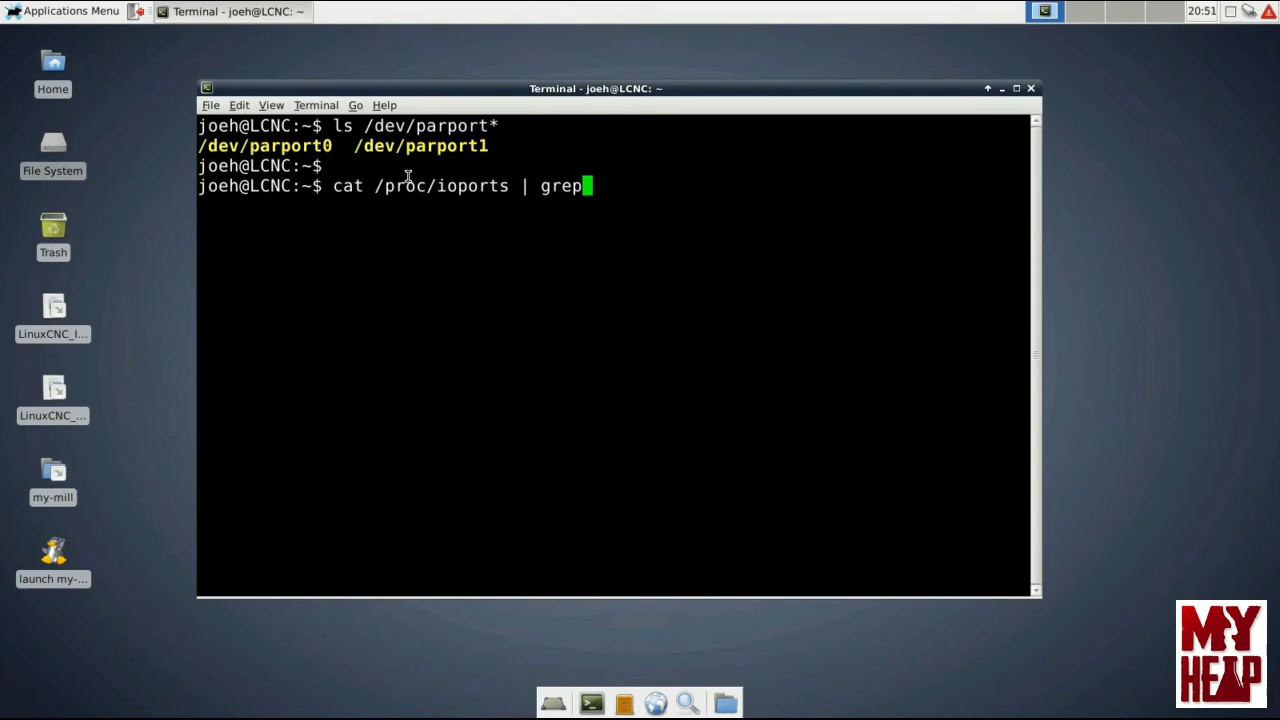 Applications Menu
Terminal - joeh@LCNC: ~
20:51
Home
File System
Trash
LinuxCNC_I...
LinuxCNC_...
my-mill
launch my-...
Terminal - joeh@LCNC: ~
File Edit View Terminal Go Help
joeh@LCNC:~$ ls /dev/parport*
/dev/parport0 /dev/parport1
joeh@LCNC:~$
joeh@LCNC:~$ cat /proc/ioports | grep
MY
HEAP